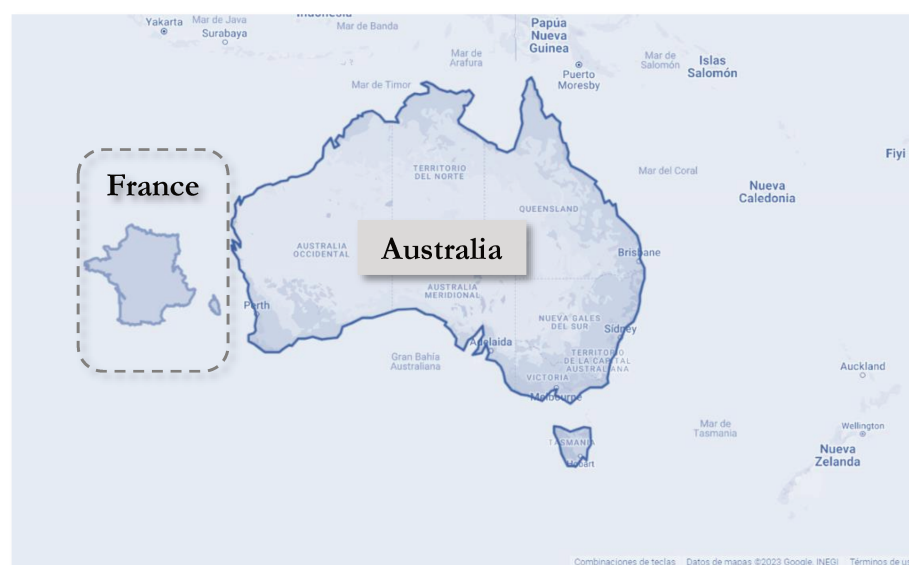 Indonesia
Yakarta
Mar de Java
Surabaya
Mar de Banda
Papúa
Nueva
Guinea
Mar de
Arafura
Mar de
Salomón
Islas
Salomón
Puerto
Moresby
Mar de Timor
France
TERRITORIO
DEL NORTE
Mar del Coral
Fiyi
Nueva
Caledonia
QUEENSLAND
Australia
AUSTRALIA
OCCIDENTAL
Brisbane
AUSTRALIA
MERIDIONAL
Perth
NUEVA GALES
DEL SUR
Sídney
Adelaida
Gran Bahía
Australiana
TERRITORIO
DE LA CAPITAL
AUSTRALIANA
VICTORIA
Melbourne
Auckland
Mar de
Tasmania
Wellington
TASMANIA
Hobart
Nueva
Zelanda
Combinaciones de teclas Datos de mapas ©2023 Google, INEGI Términos de us